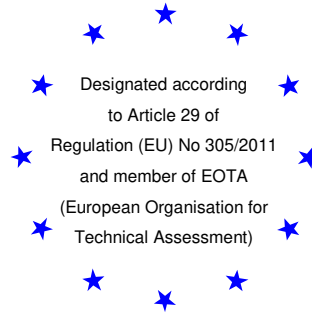 Designated according
to Article 29 of
Regulation (EU) No 305/2011
and member of EOTA
(European Organisation for
Technical Assessment)